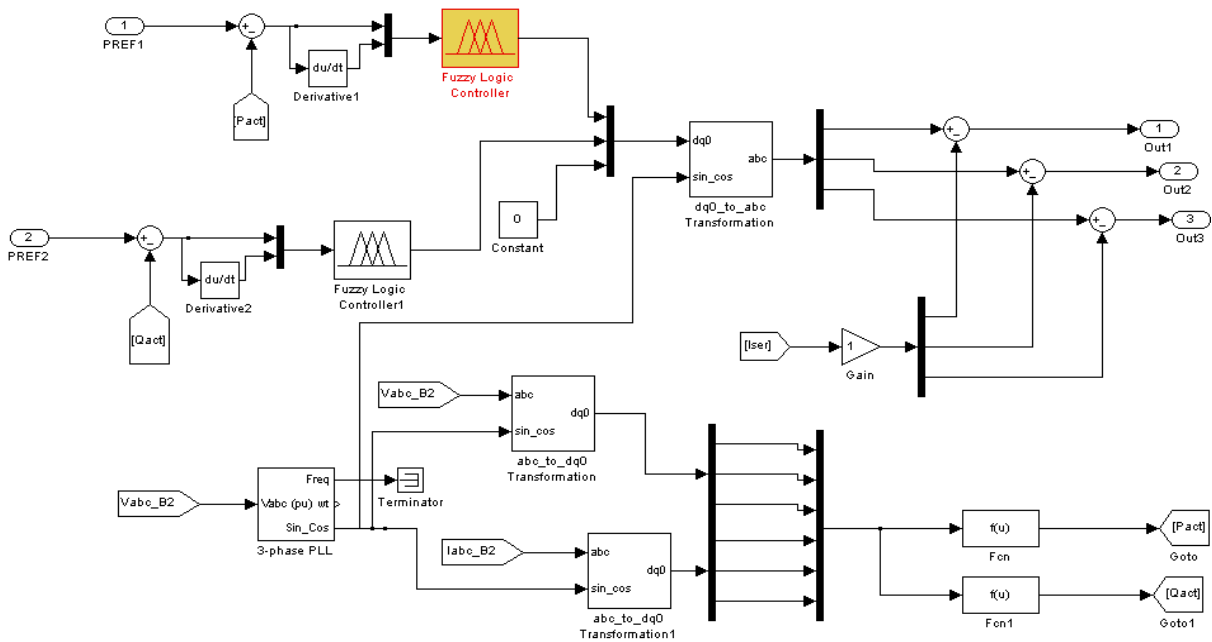 1
PREF1
+
−
[Pact]
du/dt
Derivative1
Fuzzy Logic
Controller
dq0
sin_cos
abc
dq0_to_abc
Transformation
+
−
1
Out1
+
−
2
Out2
+
−
3
Out3
0
Constant
2
PREF2
+
−
[Qact]
du/dt
Derivative2
Fuzzy Logic
Controller1
[Iser]
1
Gain
Vabc_B2
abc
sin_cos
dq0
abc_to_dq0
Transformation
Vabc_B2
Freq
Vabc (pu) wt
Sin_Cos
3-phase PLL
Terminator
Iabc_B2
abc
sin_cos
dq0
abc_to_dq0
Transformation1
f(u)
Fcn
[Pact]
Goto
f(u)
Fcn1
[Qact]
Goto1